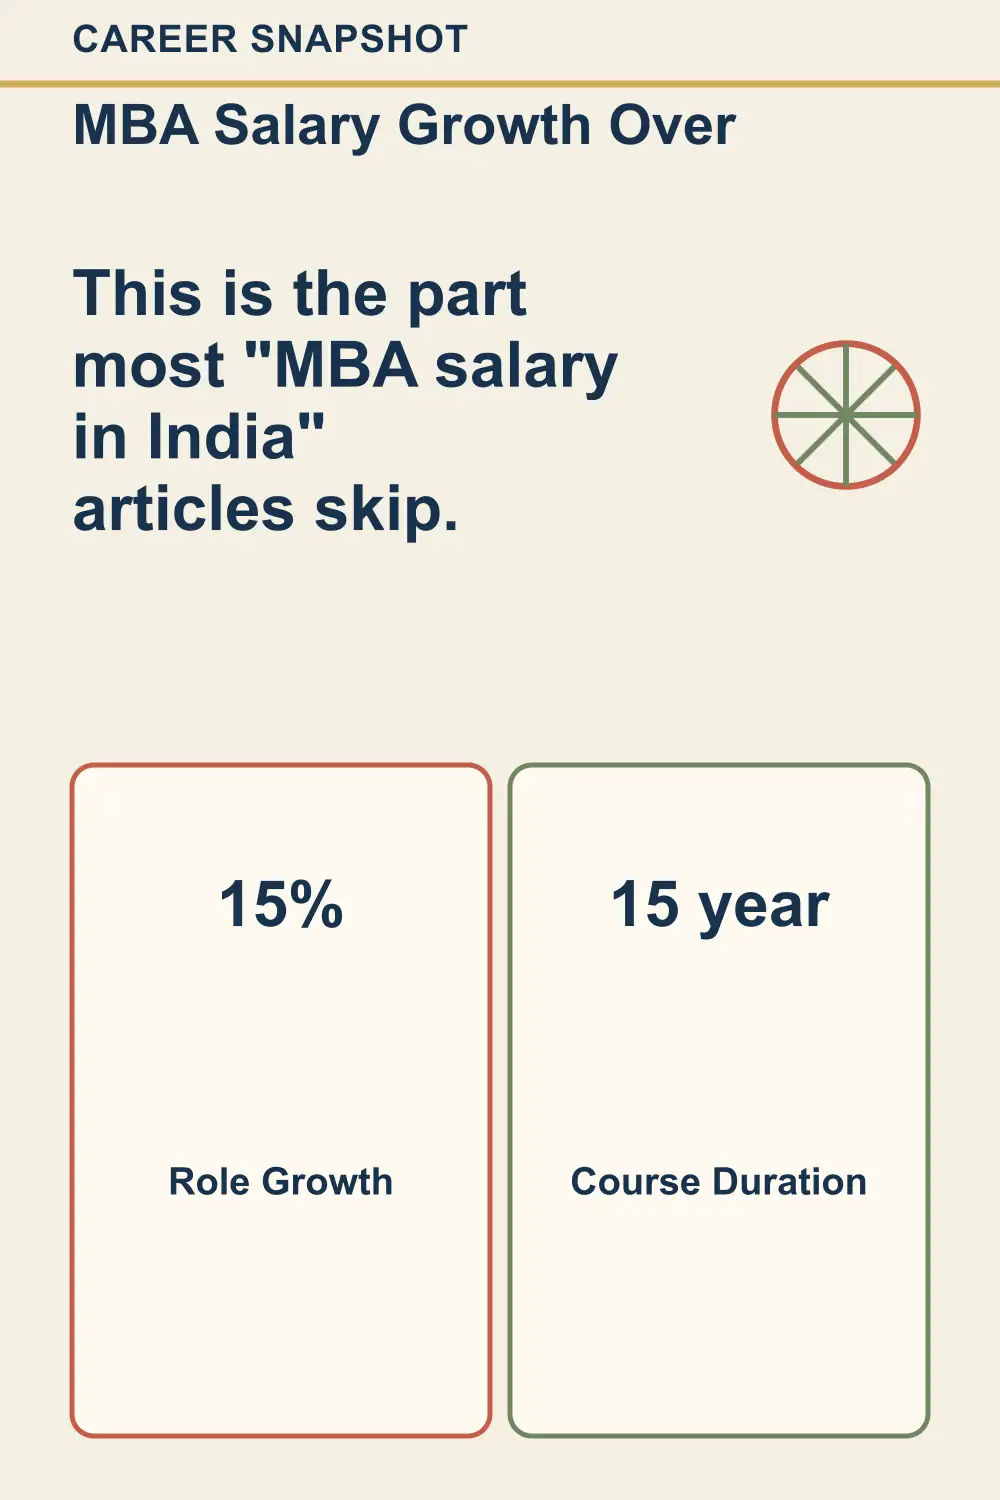 CAREER SNAPSHOT
MBA Salary Growth Over
This is the part
most "MBA salary
in India"
articles skip.
15%
15 year
Role Growth
Course Duration